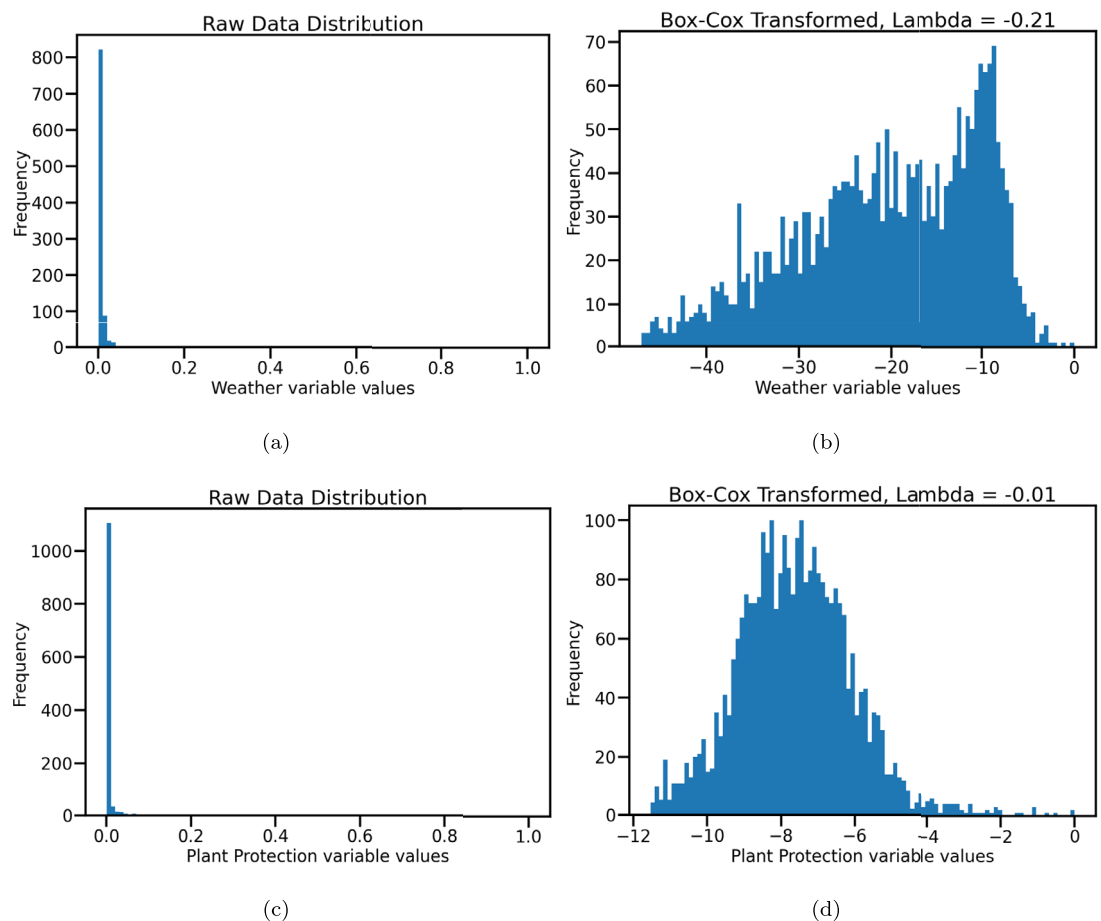 Raw Data Distribution
800
700
600
500
400
300
200
100
0
Frequency
0.0 0.2 0.4 0.6 0.8 1.0
Weather variable values
(a)
Box-Cox Transformed, Lambda = -0.21
70
60
50
40
30
20
10
0
Frequency
−40 −30 −20 −10 0
Weather variable values
(b)
Raw Data Distribution
1000
800
600
400
200
0
Frequency
0.0 0.2 0.4 0.6 0.8 1.0
Plant Protection variable values
(c)
Box-Cox Transformed, Lambda = -0.01
100
80
60
40
20
0
Frequency
−12 −10 −8 −6 −4 −2 0
Plant Protection variable values
(d)